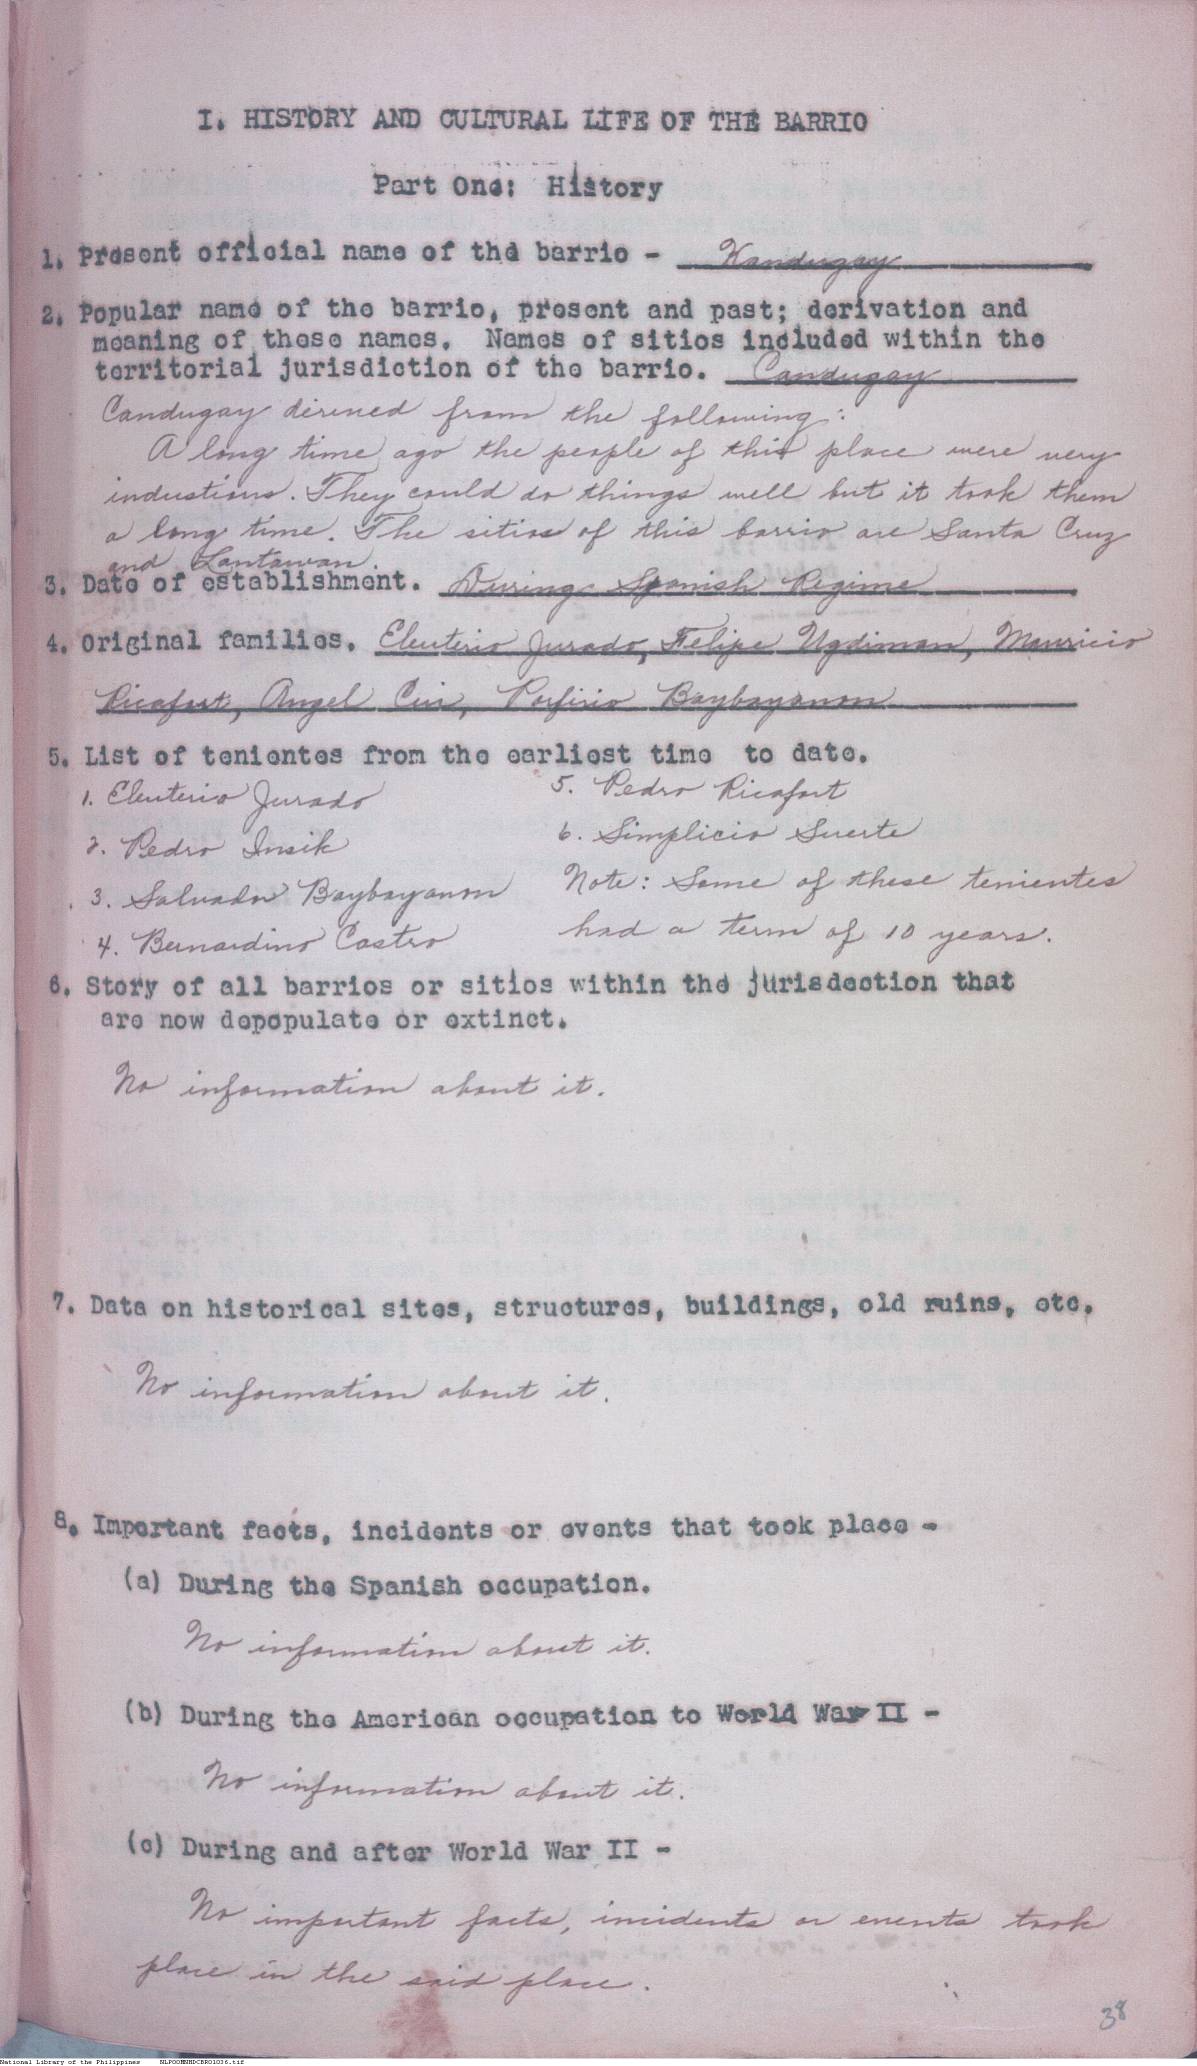 I. HISTORY AND CULTURAL LIFE OF THE BARRIO
Part One: History
1. Present official name of the barrio - Kandugay
2. Popular name of the barrio, present and past; derivation and
meaning of these names. Names of sitios included within the
territorial jurisdiction of the barrio. Candugay
Candugay dirined from the following:
A long time ago the people of this place were very
industious. They could do things well but it took them
a long time. The sitios of this barrio are Santa Cruz
and Lantawan.
3. Date of establishment. During Spanish Regime
4. Original families. Eleuterio Jurado, Felipe Ugdiman, Mauricio
Ricafort, Angel Cui, Porfirio Baybayanon
5. List of tenientes from the earliest time to date.
1. Eleuterio Jurado
2. Pedro Insik
3. Salvador Baybayanon
4. Bernardino Castro
5. Pedro Ricafort
6. Simplicio Suerte
Note: Some of these tenientes
had a term of 10 years.
6. Story of all barrios or sitios within the jurisdection that
are now depopulate or extinct.
No information about it.
7. Data on historical sites, structures, buildings, old ruins, etc.
No information about it.
8. Important facts, incidents or events that took place -
(a) During the Spanish occupation.
No information about it.
(b) During the American occupation to World War II -
No information about it.
(c) During and after World War II -
No important facts, incidents or events took
place in the said place.
38
National Library of the Philippines NLPOOMNHDCBRO1036.tif